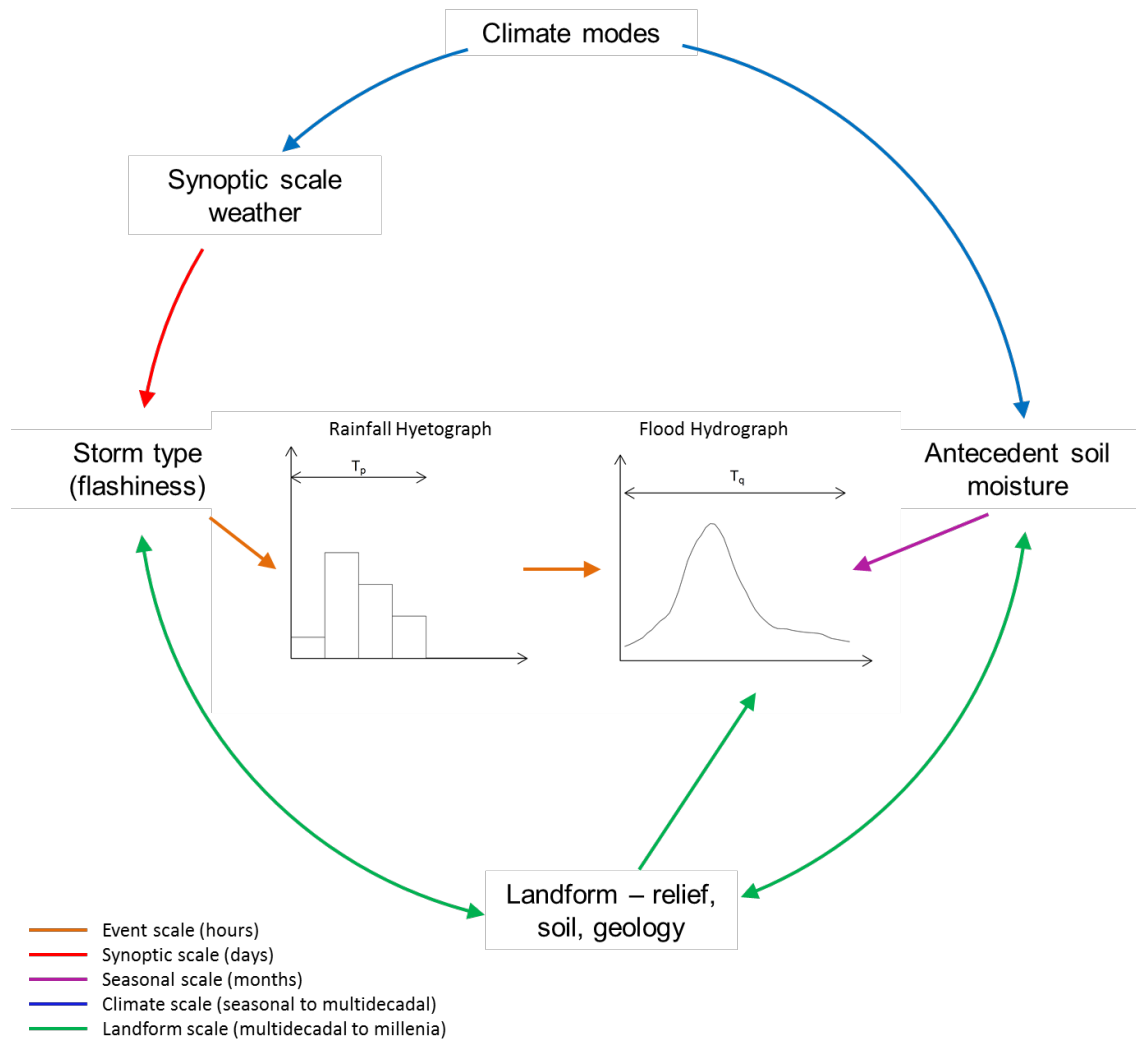 Climate modes
Synoptic scale
weather
Storm type
(flashiness)
Rainfall Hyetograph
Tp
Flood Hydrograph
Tq
Antecedent soil
moisture
Landform – relief,
soil, geology
Event scale (hours)
Synoptic scale (days)
Seasonal scale (months)
Climate scale (seasonal to multidecadal)
Landform scale (multidecadal to millenia)